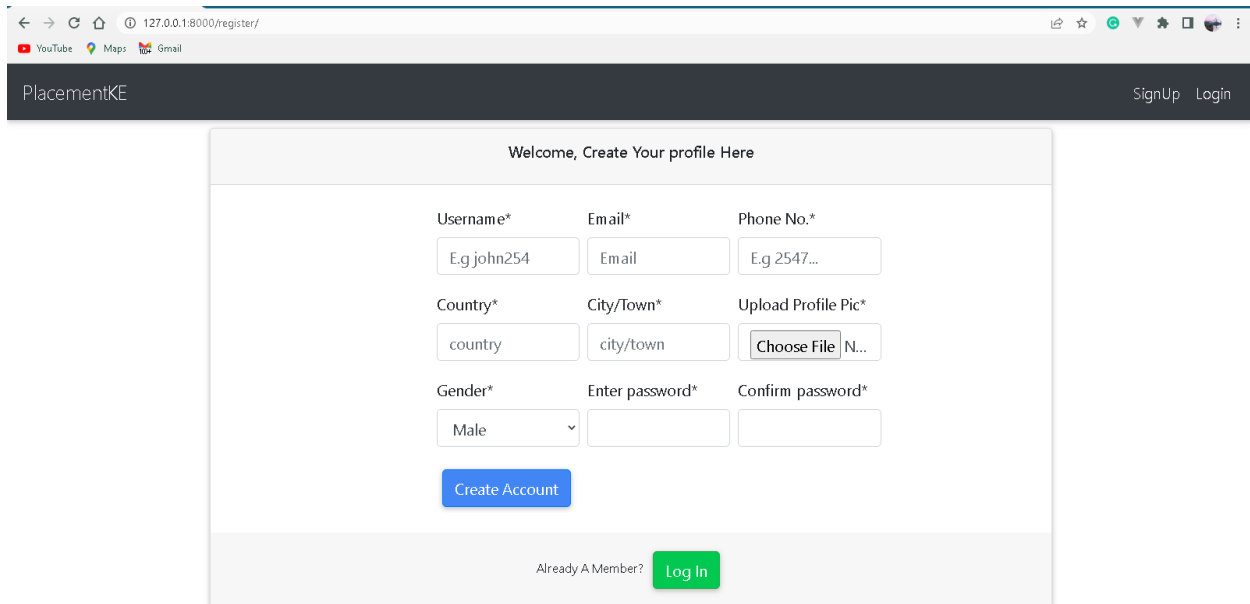 127.0.0.1:8000/register/
YouTube Maps Gmail
PlacementKE SignUp Login
Welcome, Create Your profile Here
Username* Email* Phone No.*
E.g john254 Email E.g 2547...
Country* City/Town* Upload Profile Pic*
country city/town Choose File N...
Gender* Enter password* Confirm password*
Male
Create Account
Already A Member? Log In